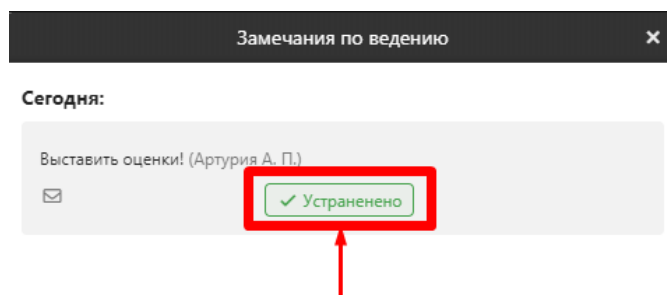 Замечания по ведению
Сегодня:
Выставить оценки! (Артурия А. П.)
Устраненено